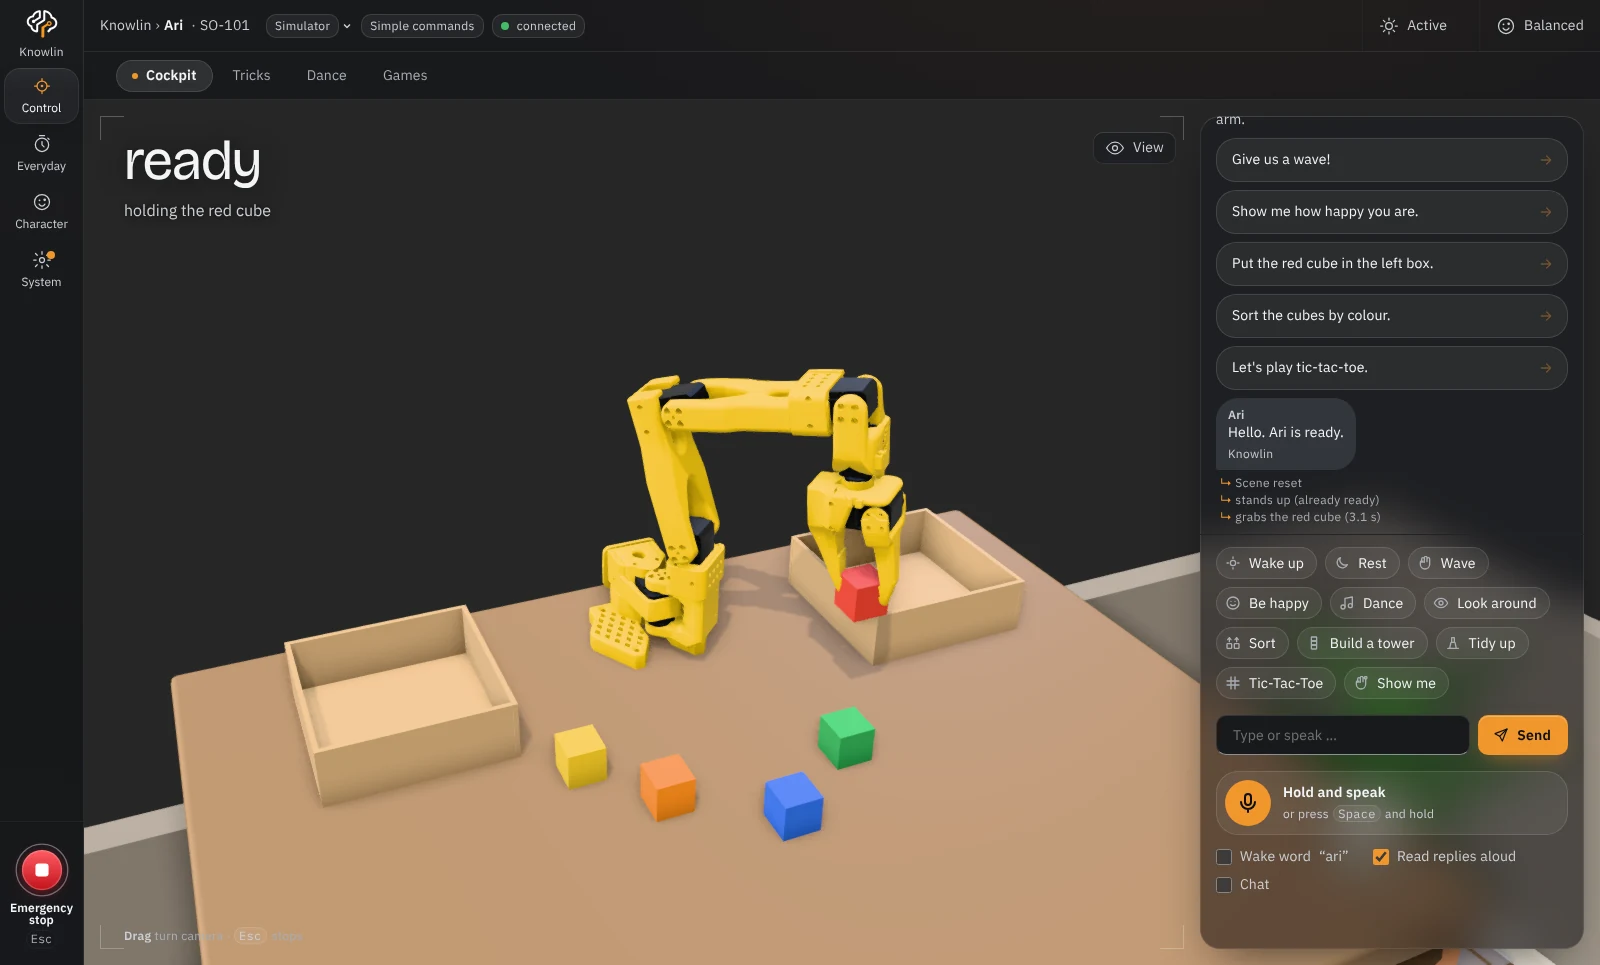 Knowlin
Knowlin › Ari · SO-101
Simulator
Simple commands
connected
Active
Balanced
Cockpit
Tricks
Dance
Games
Control
Everyday
Character
System
Emergency
stop
Esc
ready
holding the red cube
View
Drag turn camera · Esc stops
arm.
Give us a wave!
Show me how happy you are.
Put the red cube in the left box.
Sort the cubes by colour.
Let's play tic-tac-toe.
Ari
Hello. Ari is ready.
Knowlin
Scene reset
stands up (already ready)
grabs the red cube (3.1 s)
Wake up
Rest
Wave
Be happy
Dance
Look around
Sort
Build a tower
Tidy up
Tic-Tac-Toe
Show me
Type or speak ...
Send
Hold and speak
or press Space and hold
Wake word “ari”
Read replies aloud
Chat